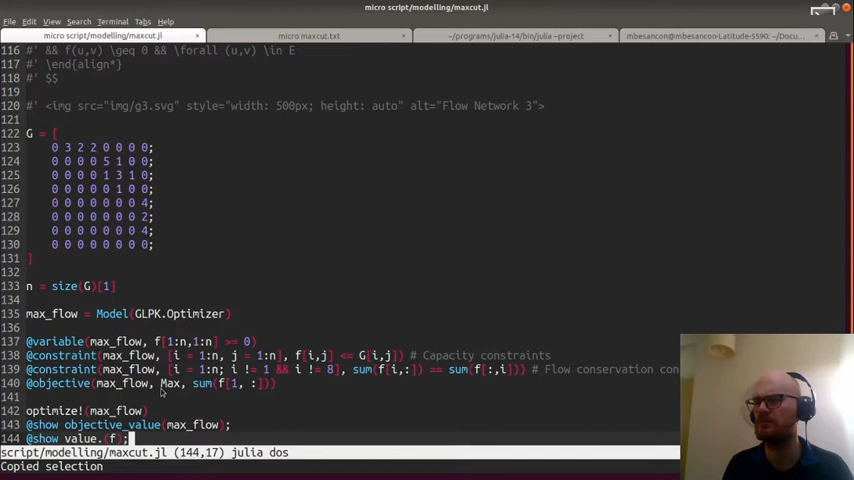 micro script/modelling/maxcut.jl
File Edit View Search Terminal Tabs Help
micro script/modelling/maxcut.jl × micro maxcut.txt × ~/programs/julia-14/bin/julia --project × mbesancon@mbesancon-Latitude-5590: ~/Docu... ×
116 #' && f(u,v) \geq 0 && \forall (u,v) \in E
117 #' \end{align*}
118 #' $$
119
120 #' <img src="img/g3.svg" style="width: 500px; height: auto" alt="Flow Network 3">
121
122 G = [
123 0 3 2 2 0 0 0 0;
124 0 0 0 0 5 1 0 0;
125 0 0 0 0 1 3 1 0;
126 0 0 0 0 0 1 0 0;
127 0 0 0 0 0 0 0 4;
128 0 0 0 0 0 0 0 2;
129 0 0 0 0 0 0 0 4;
130 0 0 0 0 0 0 0 0;
131 ]
132
133 n = size(G)[1]
134
135 max_flow = Model(GLPK.Optimizer)
136
137 @variable(max_flow, f[1:n,1:n] >= 0)
138 @constraint(max_flow, [i = 1:n, j = 1:n], f[i,j] <= G[i,j]) # Capacity constraints
139 @constraint(max_flow, [i = 1:n; i != 1 && i != 8], sum(f[i,:]) == sum(f[:,i])) # Flow conservation con
140 @objective(max_flow, Max, sum(f[1, :]))
141
142 optimize!(max_flow)
143 @show objective_value(max_flow);
144 @show value.(f);
script/modelling/maxcut.jl (144,17) julia dos
Copied selection